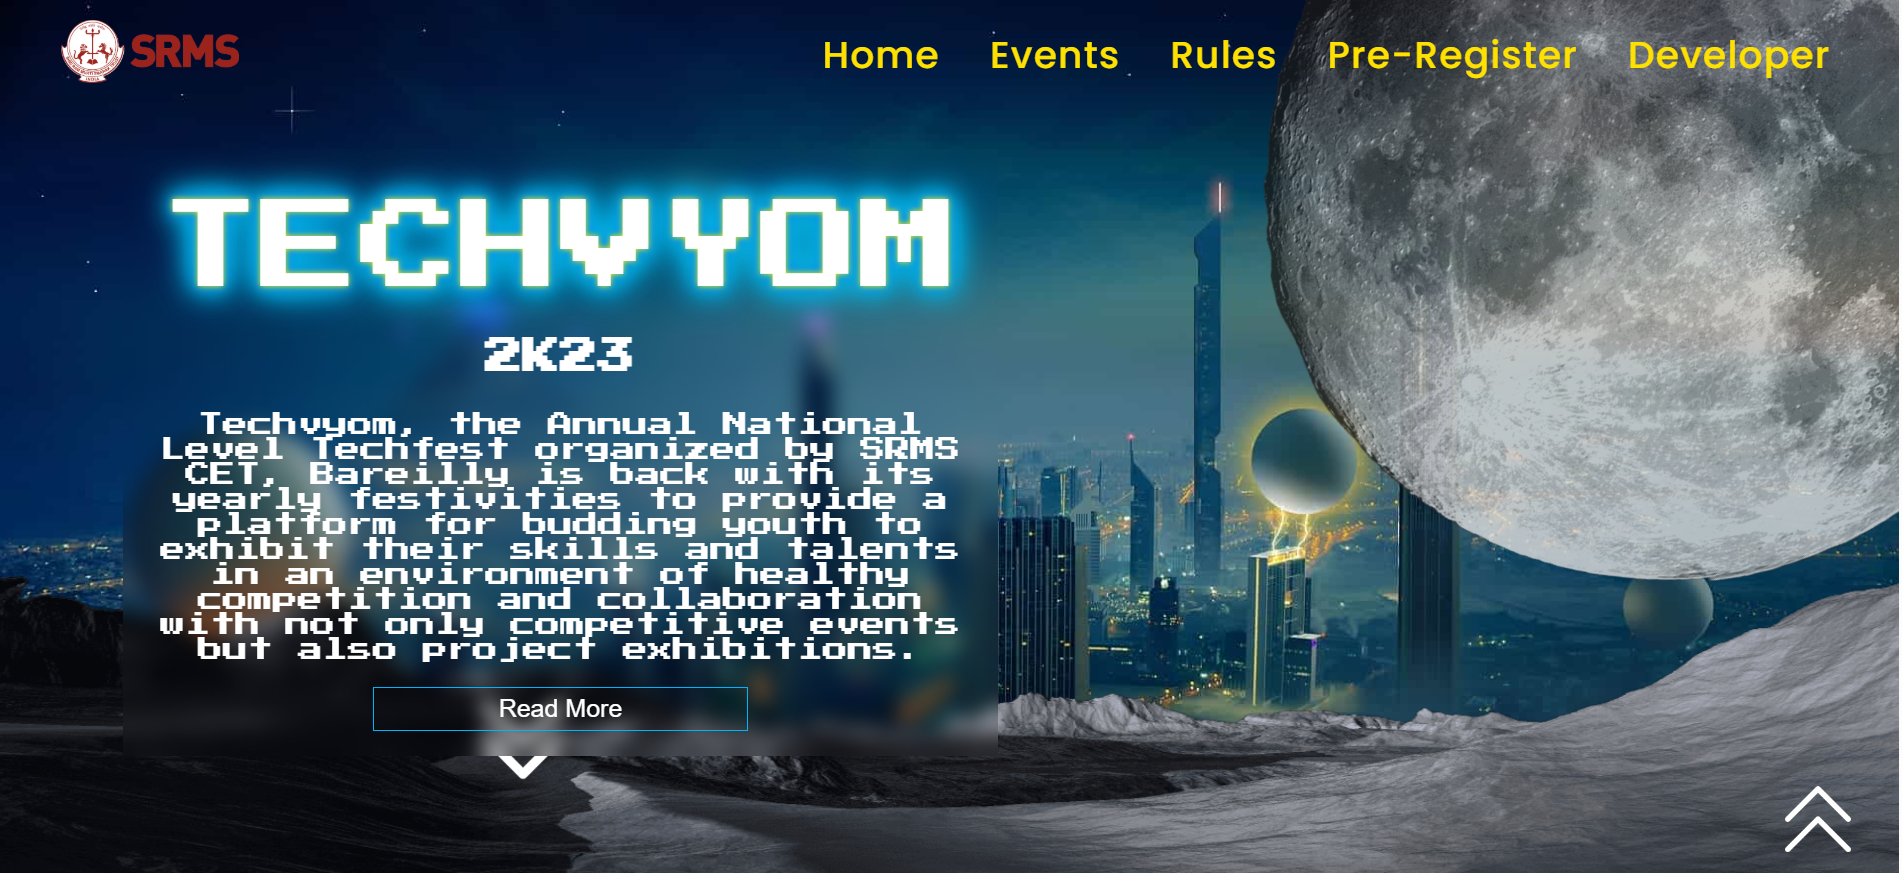 SRMS
Home Events Rules Pre-Register Developer
TECHVYOM
2K23
Techvyom, the Annual National
Level Techfest organized by SRMS
CET, Bareilly is back with its
yearly festivities to provide a
platform for budding youth to
exhibit their skills and talents
in an environment of healthy
competition and collaboration
with not only competitive events
but also project exhibitions.
Read More